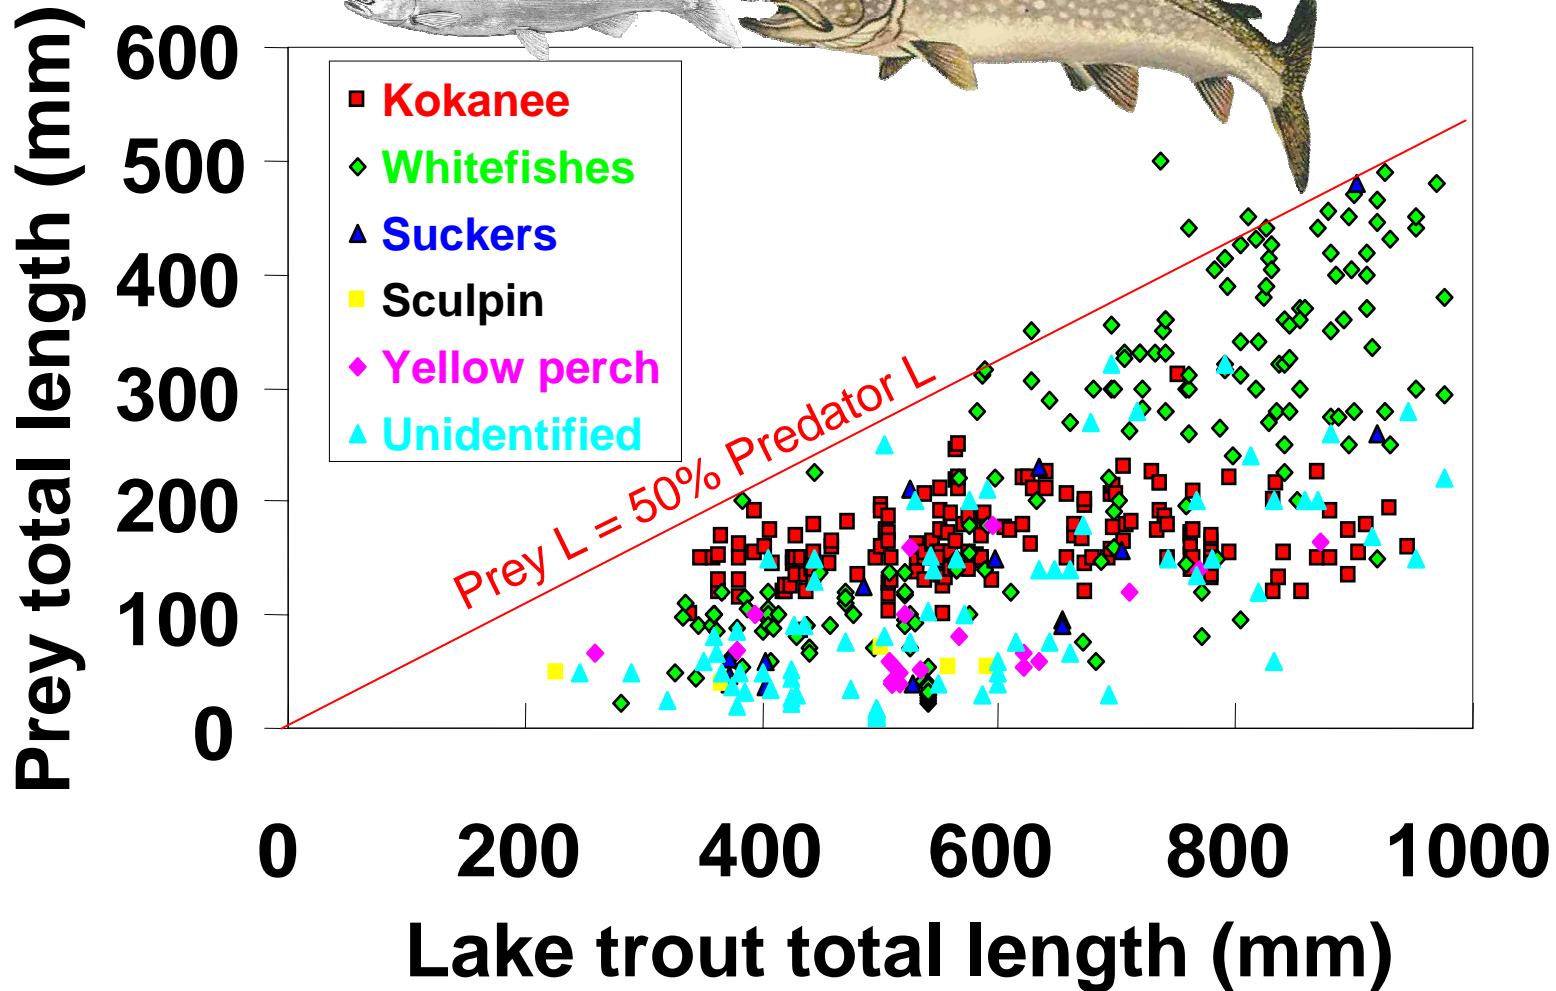 Prey total length (mm)
600
500
400
300
200
100
0
Kokanee
Whitefishes
Suckers
Sculpin
Yellow perch
Unidentified
Prey L = 50% Predator L
0 200 400 600 800 1000
Lake trout total length (mm)